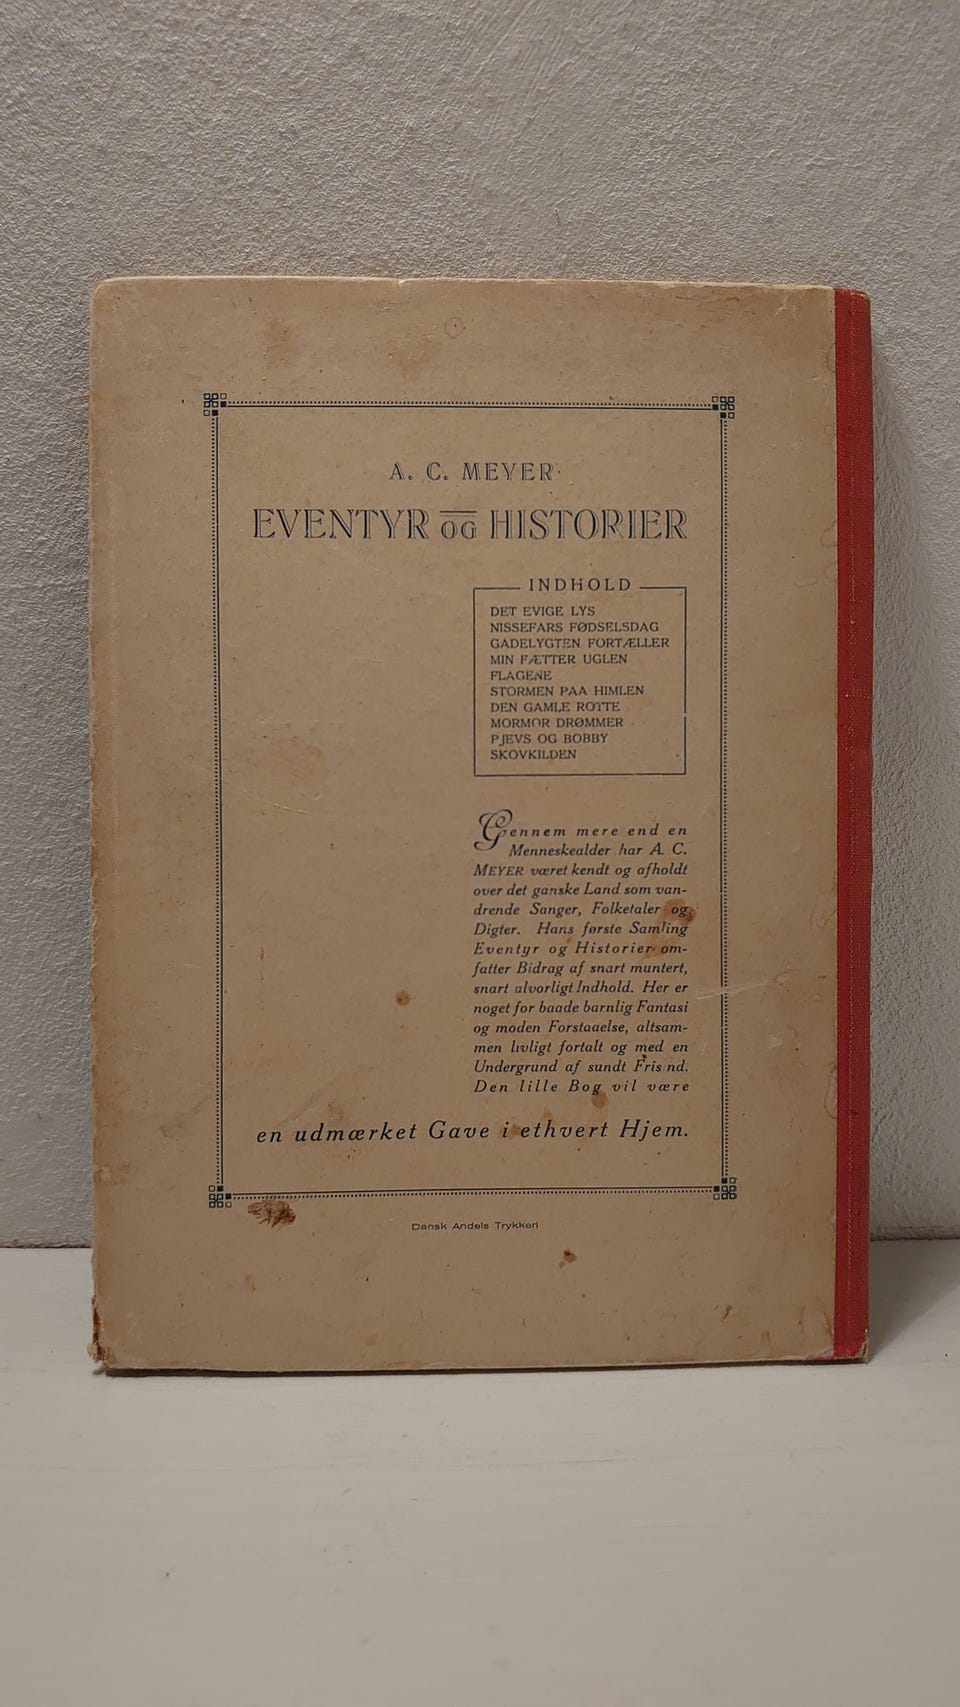 A. C. MEYER
EVENTYR OG HISTORIER
INDHOLD
DET EVIGE LYS
NISSEFARS FØDSELSDAG
GADELYGTEN FORTÆLLER
MIN FÆTTER UGLEN
FLAGENE
STORMEN PAA HIMLEN
DEN GAMLE ROTTE
MORMOR DRØMMER
PJEVS OG BOBBY
SKOVKILDEN
Gennem mere end en
Menneskealder har A. C.
MEYER været kendt og afholdt
over det ganske Land som van-
drende Sanger, Folketaler og
Digter. Hans første Samling
Eventyr og Historier om-
fatter Bidrag af snart muntert,
snart alvorligt Indhold. Her er
noget for baade barnlig Fantasi
og moden Forstaaelse, altsam-
men livligt fortalt og med en
Undergrund af sundt Fris nd.
Den lille Bog vil være
en udmærket Gave i ethvert Hjem.
Dansk Andels Trykkeri